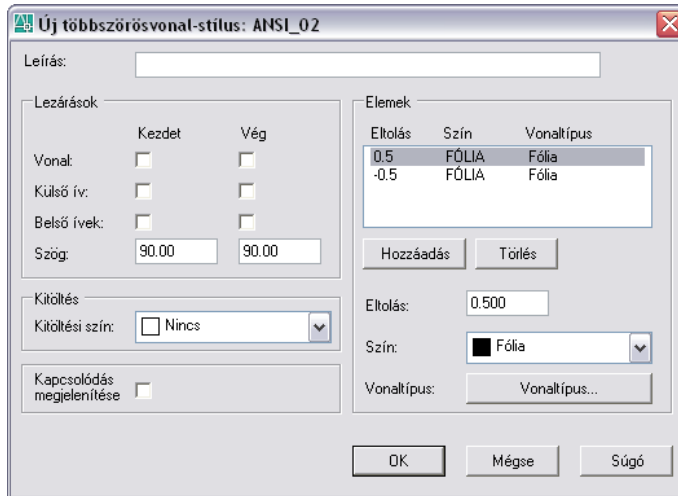 Új többszörösvonal-stílus: ANSI_02
Leírás:
Lezárások
Kezdet Vég
Vonal:
Külső ív:
Belső ívek:
Szög: 90.00 90.00
Kitöltés
Kitöltési szín: Nincs
Kapcsolódás
megjelenítése
Elemek
Eltolás Szín Vonaltípus
0.5 FÓLIA Fólia
-0.5 FÓLIA Fólia
Hozzáadás Törlés
Eltolás: 0.500
Szín: Fólia
Vonaltípus: Vonaltípus...
OK Mégse Súgó